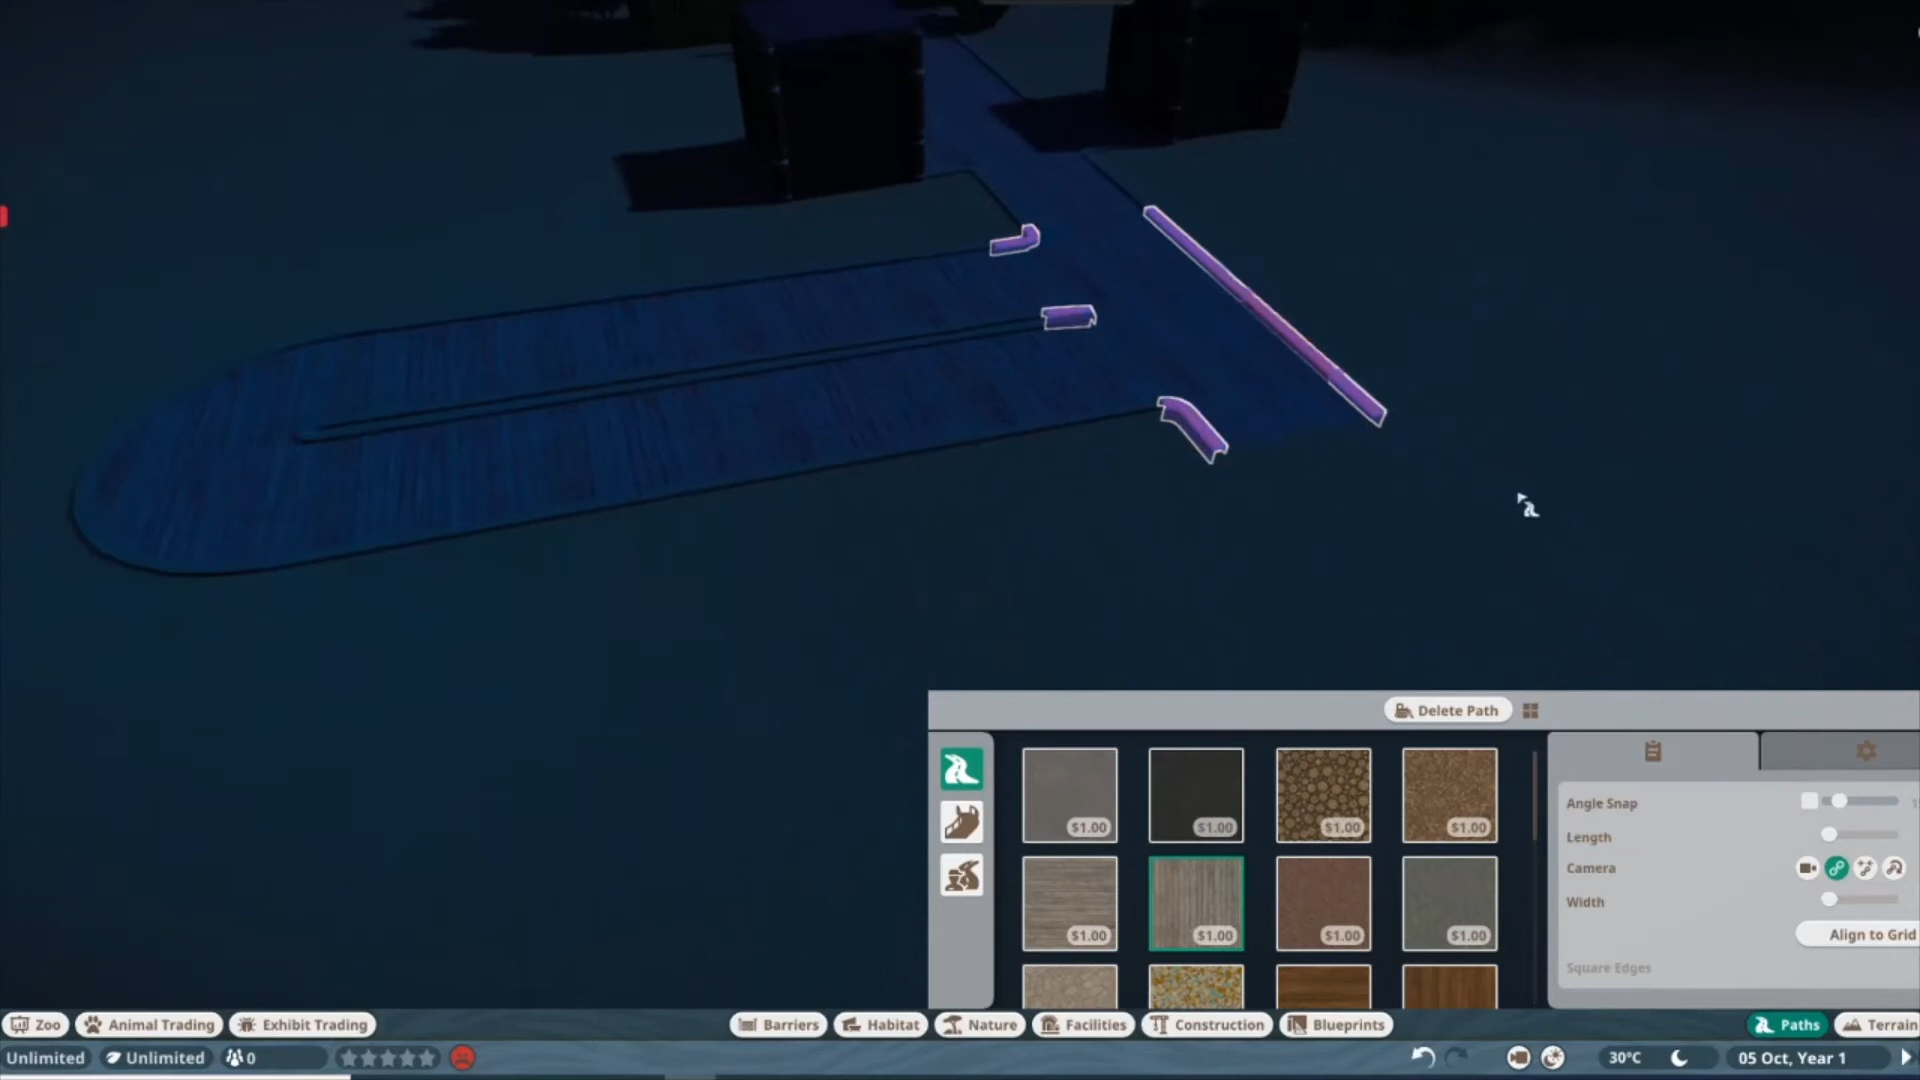 Delete Path
$1.00 $1.00 $1.00 $1.00
$1.00 $1.00 $1.00 $1.00
Angle Snap
Length
Camera
Width
Align to Grid
Square Edges
Zoo Animal Trading Exhibit Trading Barriers Habitat Nature Facilities Construction Blueprints Paths Terrain
Unlimited Unlimited 0 30°C 05 Oct, Year 1